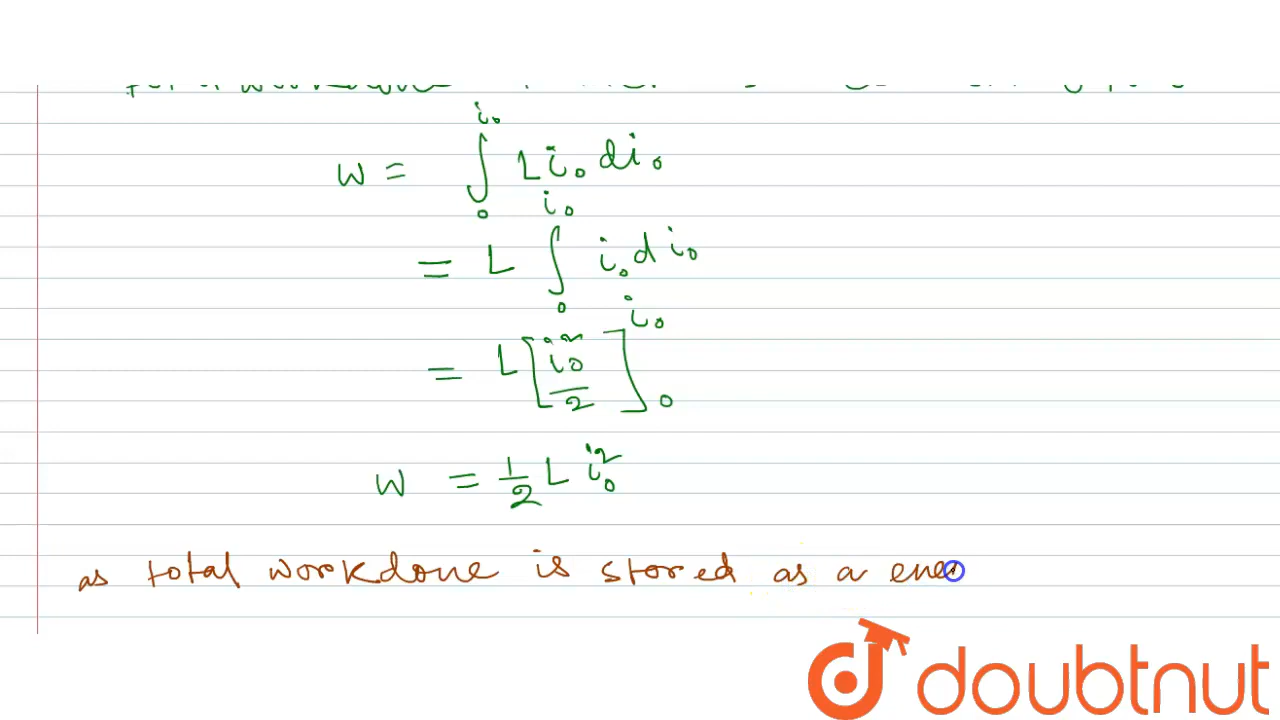 W = ∫₀^i₀ L i₀ di₀
= L ∫₀^i₀ i₀ d i₀
= L [i₀²/2]₀^i₀
W = 1/2 L i₀²
as total workdone is stored as a ene
doubtnut